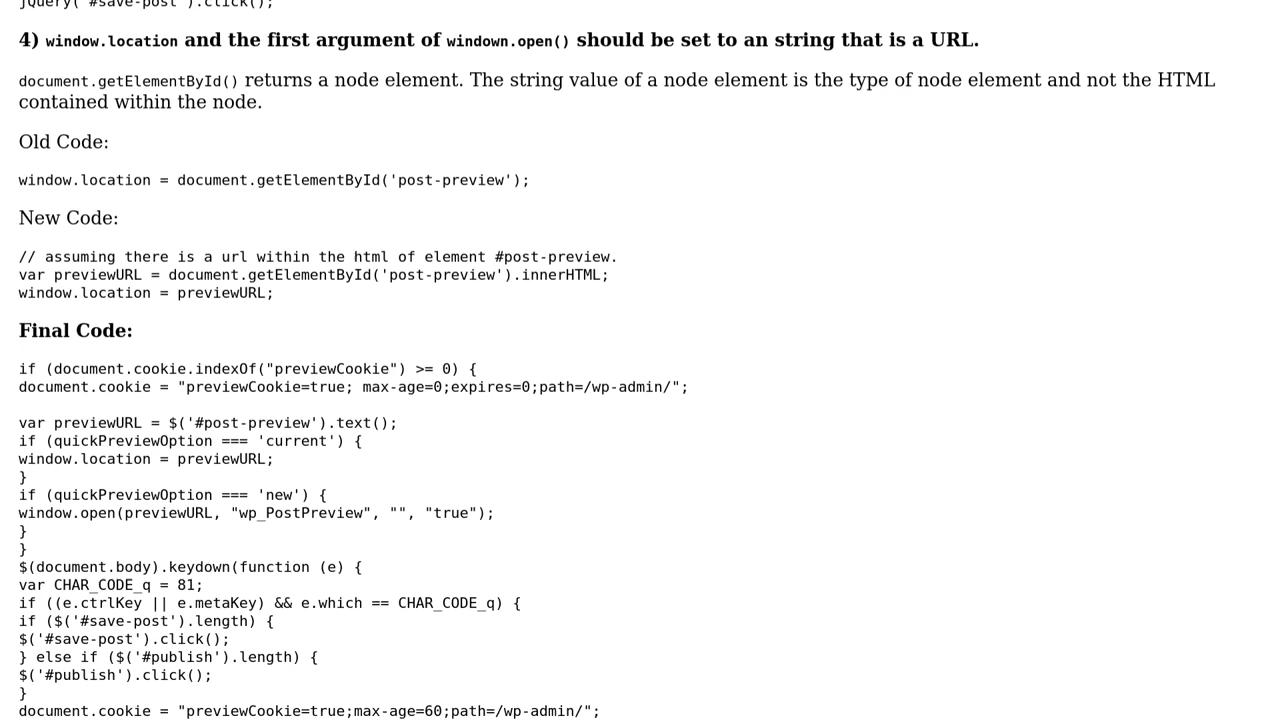 jQuery('#save-post').click();
4) window.location and the first argument of windown.open() should be set to an string that is a URL.
document.getElementById() returns a node element. The string value of a node element is the type of node element and not the HTML
contained within the node.
Old Code:
window.location = document.getElementById('post-preview');
New Code:
// assuming there is a url within the html of element #post-preview.
var previewURL = document.getElementById('post-preview').innerHTML;
window.location = previewURL;
Final Code:
if (document.cookie.indexOf("previewCookie") >= 0) {
document.cookie = "previewCookie=true; max-age=0;expires=0;path=/wp-admin/";
var previewURL = $('#post-preview').text();
if (quickPreviewOption === 'current') {
window.location = previewURL;
}
if (quickPreviewOption === 'new') {
window.open(previewURL, "wp_PostPreview", "", "true");
}
}
$(document.body).keydown(function (e) {
var CHAR_CODE_q = 81;
if ((e.ctrlKey || e.metaKey) && e.which == CHAR_CODE_q) {
if ($('#save-post').length) {
$('#save-post').click();
} else if ($('#publish').length) {
$('#publish').click();
}
document.cookie = "previewCookie=true;max-age=60;path=/wp-admin/";